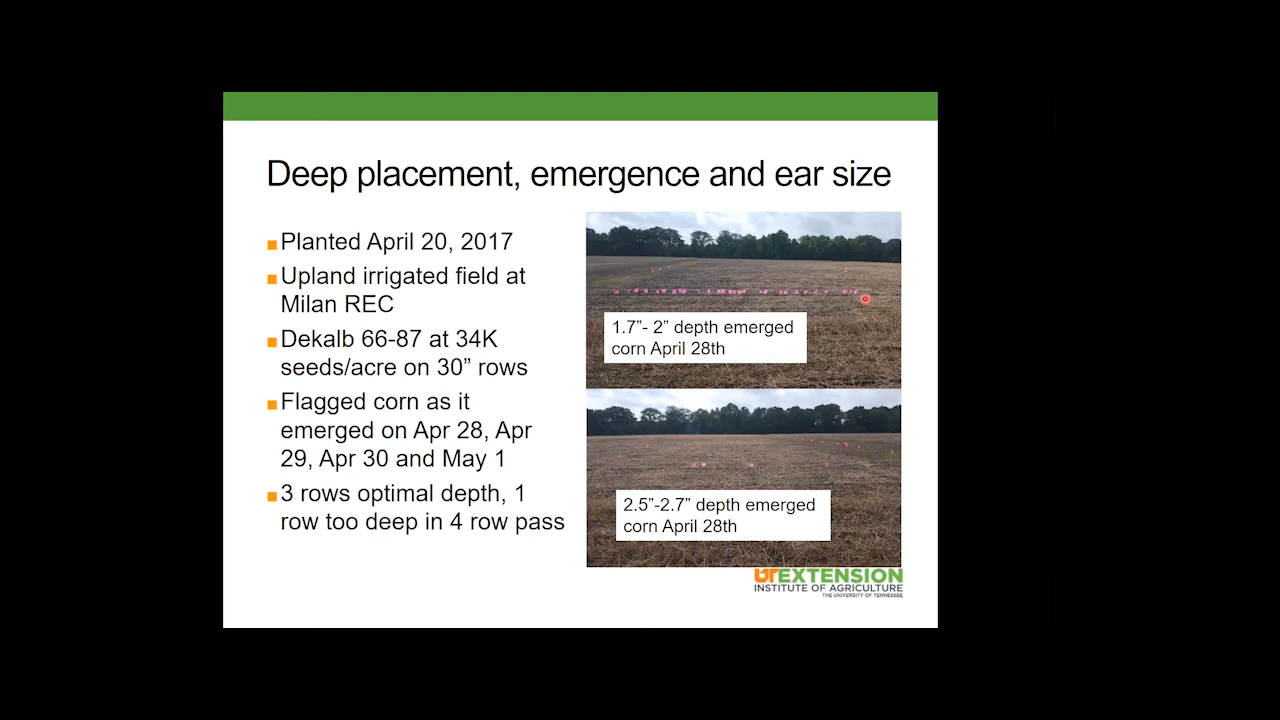 Deep placement, emergence and ear size
■Planted April 20, 2017
■Upland irrigated field at
Milan REC
■Dekalb 66-87 at 34K
seeds/acre on 30” rows
■Flagged corn as it
emerged on Apr 28, Apr
29, Apr 30 and May 1
■3 rows optimal depth, 1
row too deep in 4 row pass
1.7”- 2” depth emerged
corn April 28th
2.5”-2.7” depth emerged
corn April 28th
UTEXTENSION
INSTITUTE OF AGRICULTURE
THE UNIVERSITY OF TENNESSEE